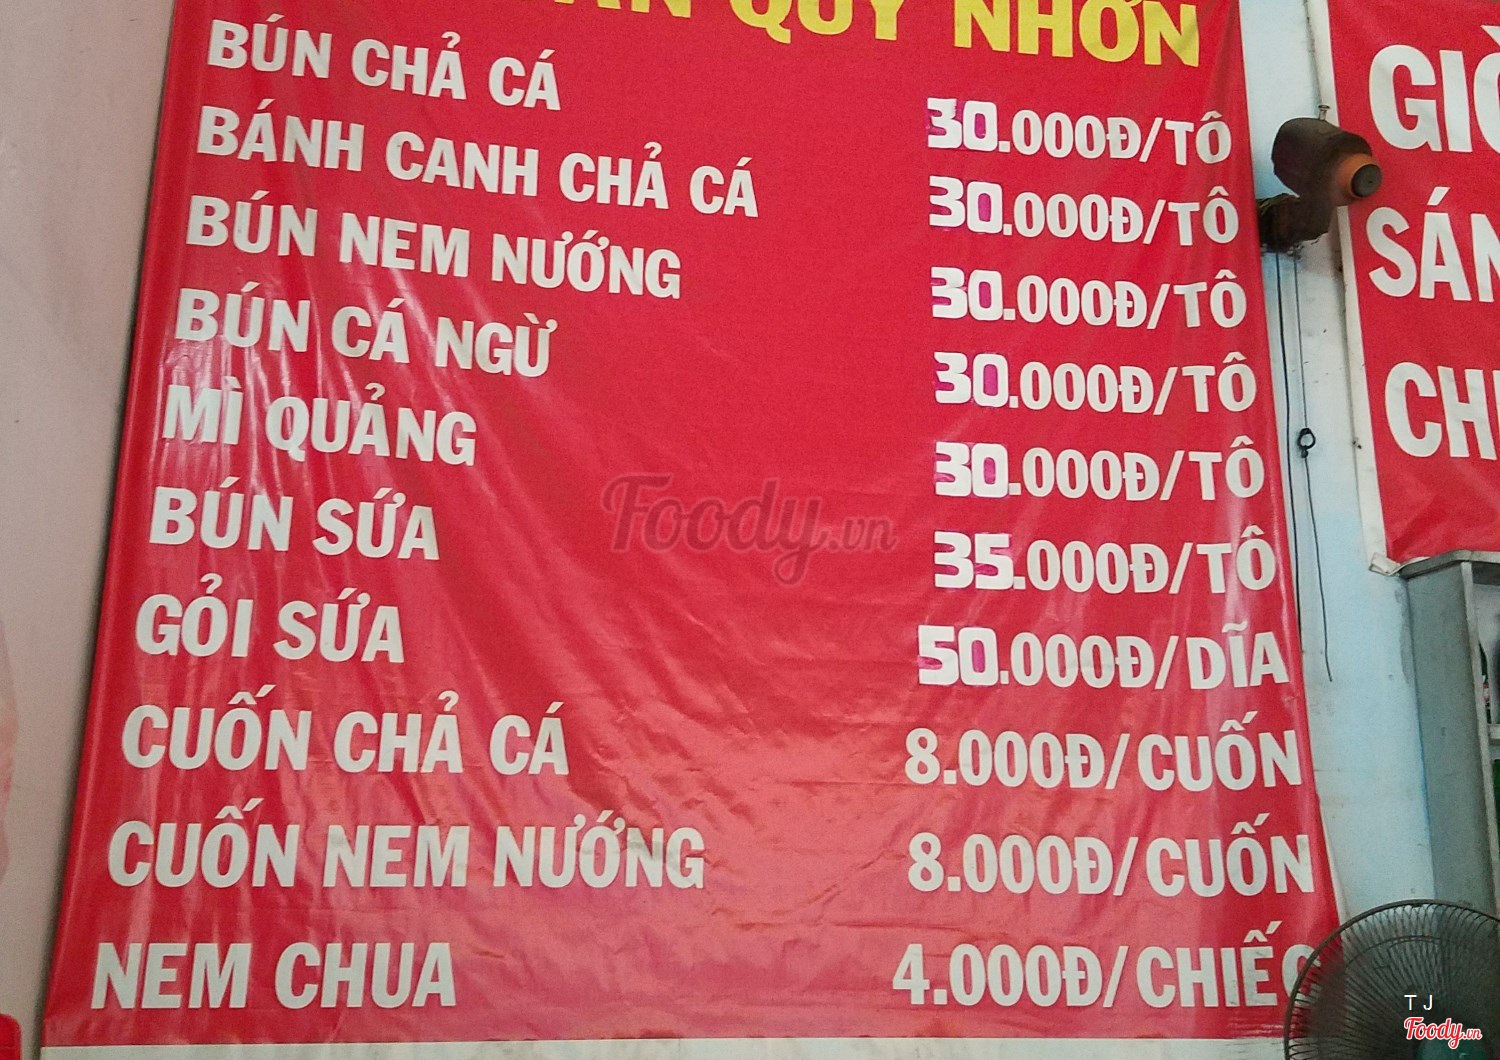 QUY NHƠN
BÚN CHẢ CÁ 30.000Đ/TÔ
BÁNH CANH CHẢ CÁ 30.000Đ/TÔ
BÚN NEM NƯỚNG 30.000Đ/TÔ
BÚN CÁ NGỪ 30.000Đ/TÔ
MÌ QUẢNG 30.000Đ/TÔ
BÚN SỨA 35.000Đ/TÔ
GỎI SỨA 50.000Đ/DĨA
CUỐN CHẢ CÁ 8.000Đ/CUỐN
CUỐN NEM NƯỚNG 8.000Đ/CUỐN
NEM CHUA 4.000Đ/CHIẾC
Foody.vn
T J
Foody.vn